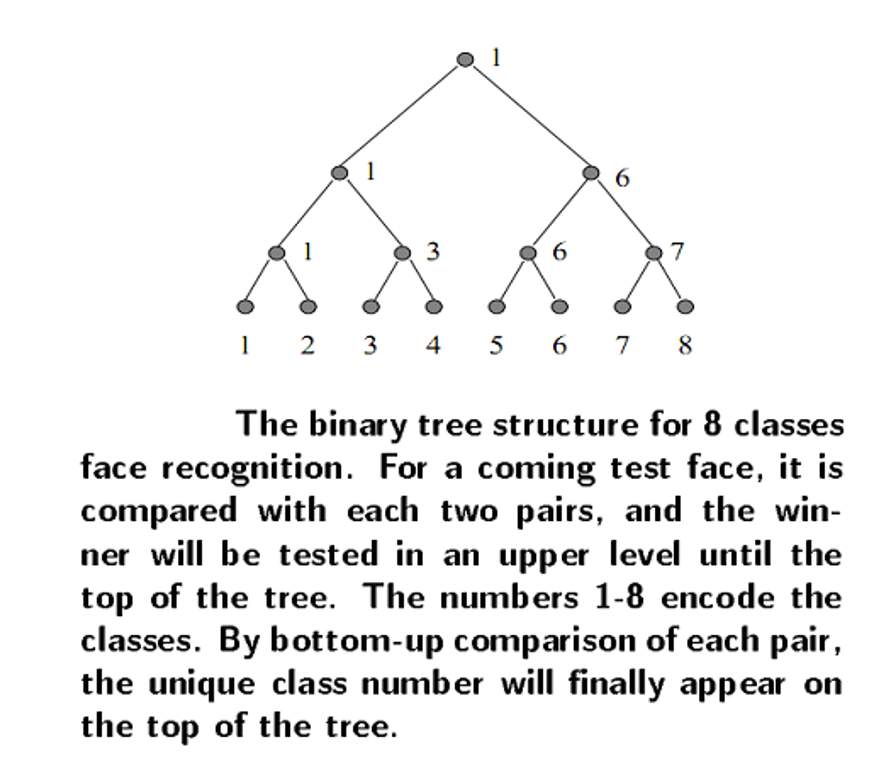 1
1 6
1 3 6 7
1 2 3 4 5 6 7 8
The binary tree structure for 8 classes
face recognition. For a coming test face, it is
compared with each two pairs, and the win-
ner will be tested in an upper level until the
top of the tree. The numbers 1-8 encode the
classes. By bottom-up comparison of each pair,
the unique class number will finally appear on
the top of the tree.